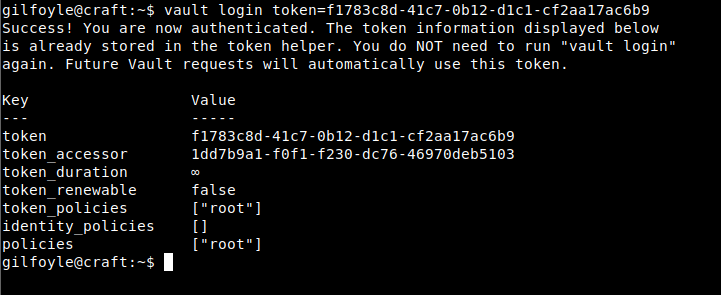 gilfoyle@craft:~$ vault login token=f1783c8d-41c7-0b12-d1c1-cf2aa17ac6b9
Success! You are now authenticated. The token information displayed below
is already stored in the token helper. You do NOT need to run "vault login"
again. Future Vault requests will automatically use this token.
Key                  Value
---                  -----
token                f1783c8d-41c7-0b12-d1c1-cf2aa17ac6b9
token_accessor       1dd7b9a1-f0f1-f230-dc76-46970deb5103
token_duration       ∞
token_renewable      false
token_policies       ["root"]
identity_policies    []
policies             ["root"]
gilfoyle@craft:~$